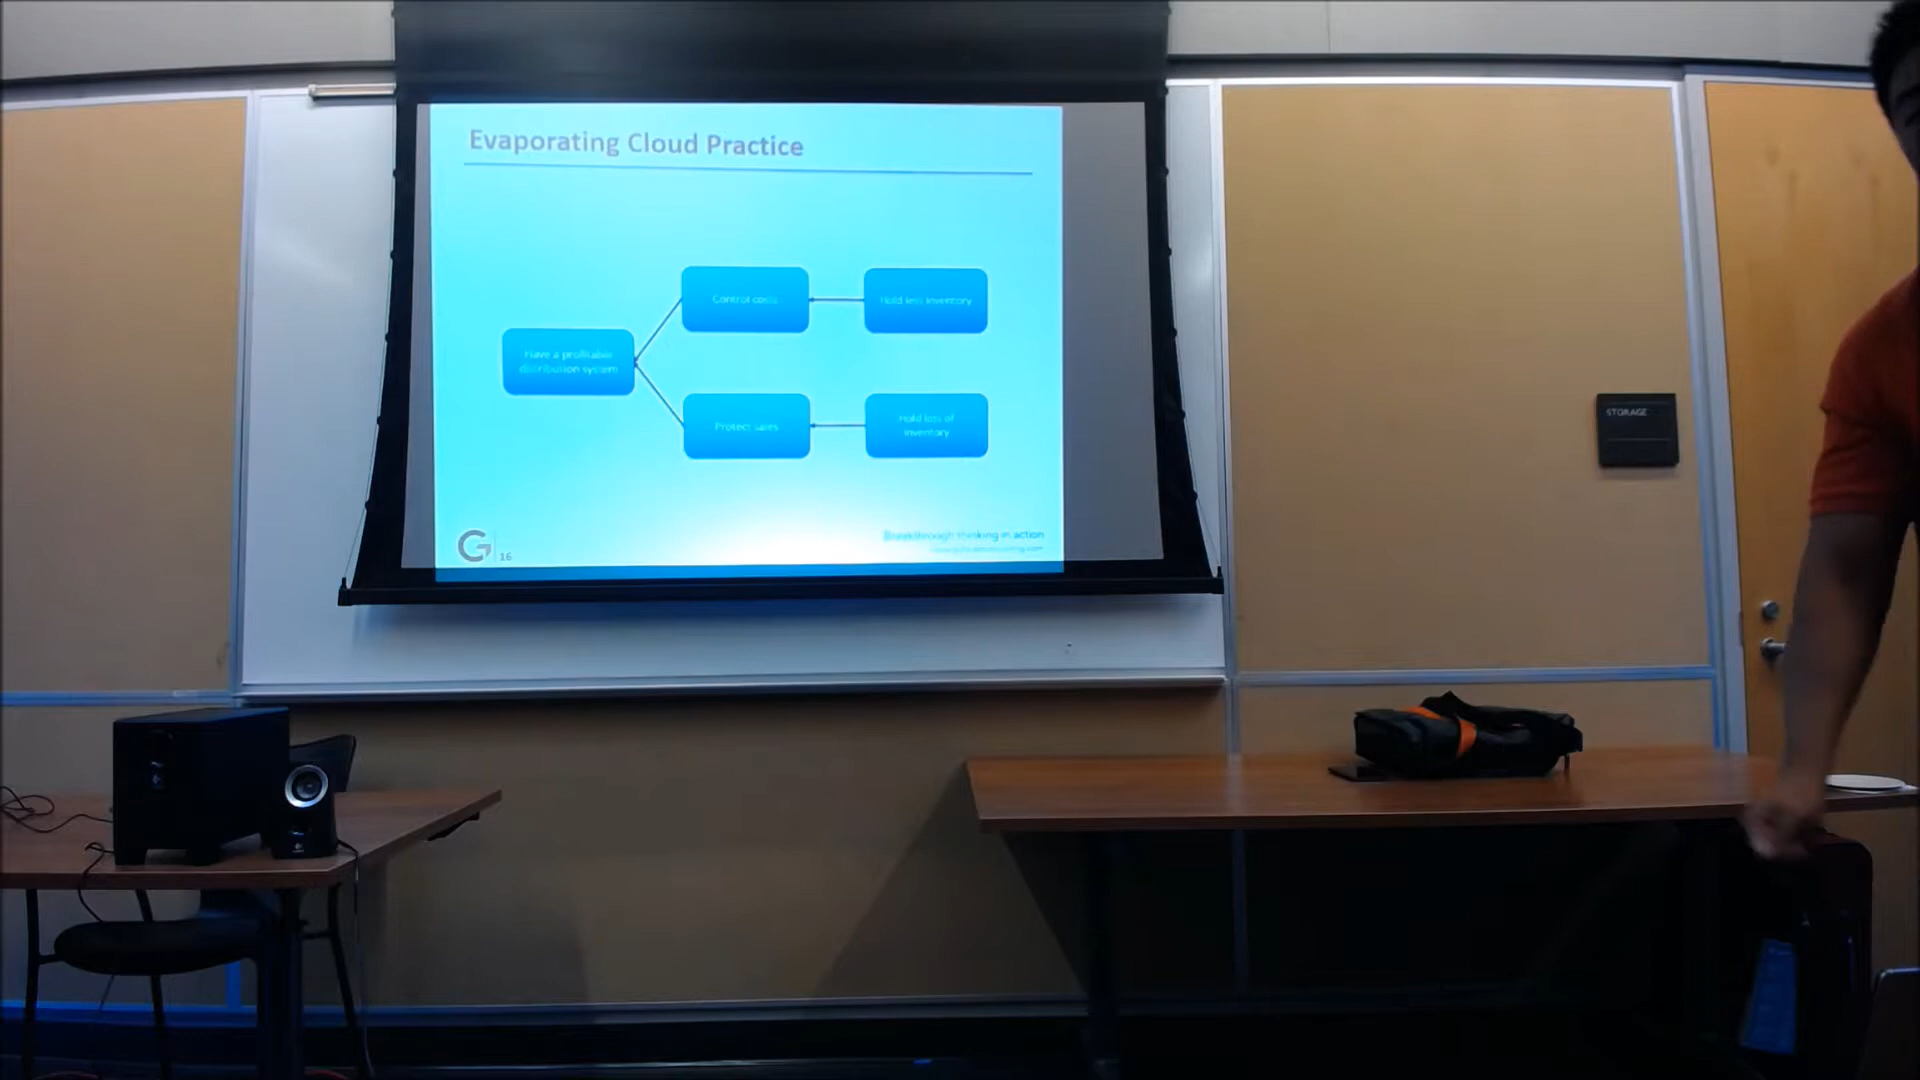 Evaporating Cloud Practice
Control costs
Hold less inventory
Have a profitable
distribution system
Protect sales
Hold lots of
inventory
Breakthrough thinking in action
16
STORAGE